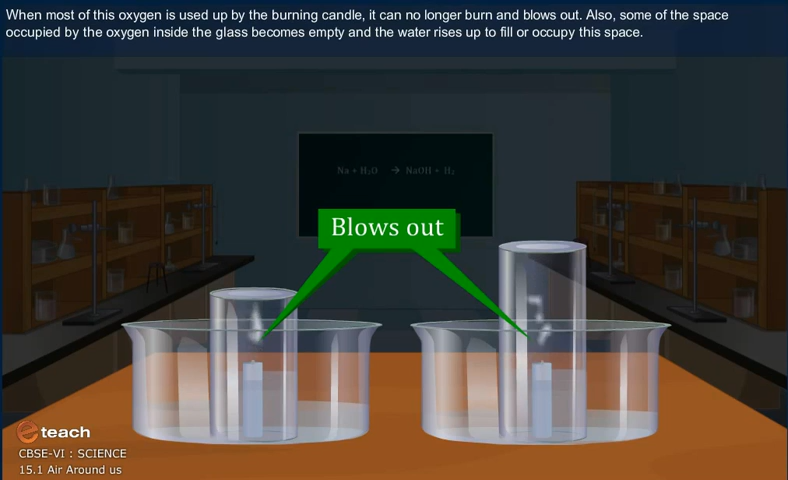 When most of this oxygen is used up by the burning candle, it can no longer burn and blows out. Also, some of the space
occupied by the oxygen inside the glass becomes empty and the water rises up to fill or occupy this space.
Na + H₂O → NaOH + H₂
Blows out
e teach
CBSE-VI : SCIENCE
15.1 Air Around us